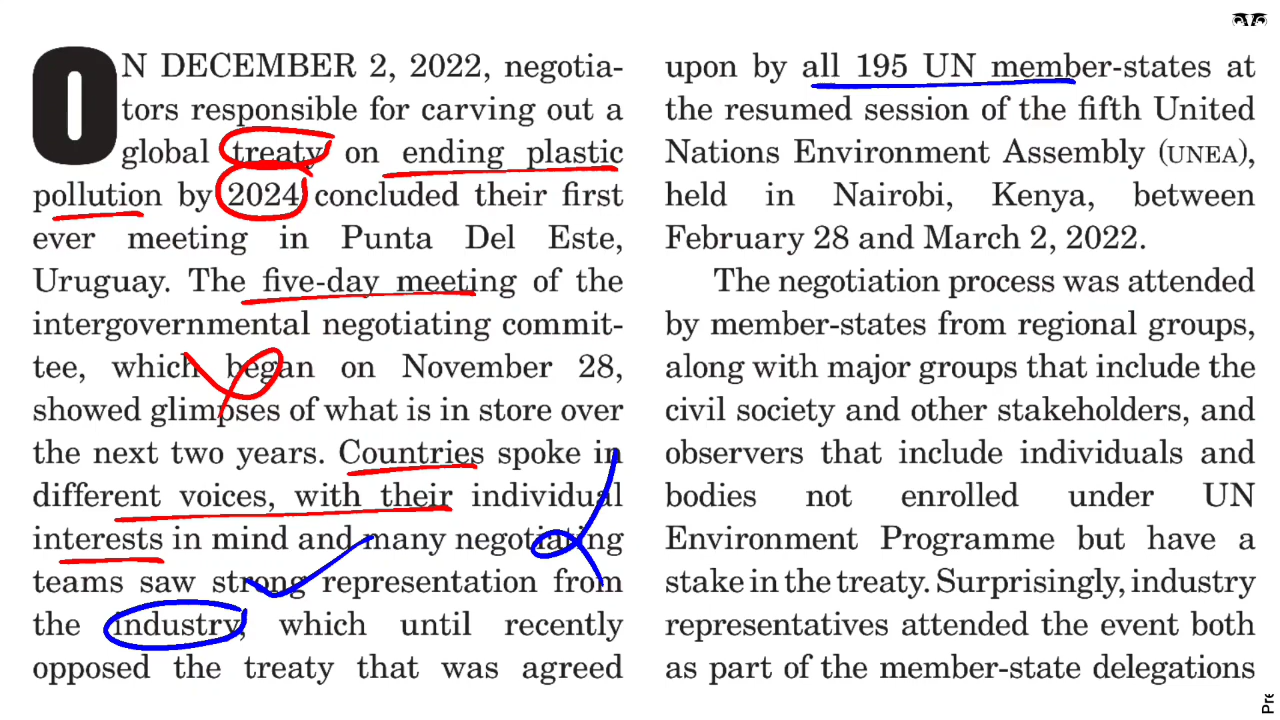 ON DECEMBER 2, 2022, negotia-
tors responsible for carving out a
global treaty on ending plastic
pollution by 2024 concluded their first
ever meeting in Punta Del Este,
Uruguay. The five-day meeting of the
intergovernmental negotiating commit-
tee, which began on November 28,
showed glimpses of what is in store over
the next two years. Countries spoke in
different voices, with their individual
interests in mind and many negotiating
teams saw strong representation from
the industry, which until recently
opposed the treaty that was agreed
upon by all 195 UN member-states at
the resumed session of the fifth United
Nations Environment Assembly (UNEA),
held in Nairobi, Kenya, between
February 28 and March 2, 2022.
The negotiation process was attended
by member-states from regional groups,
along with major groups that include the
civil society and other stakeholders, and
observers that include individuals and
bodies not enrolled under UN
Environment Programme but have a
stake in the treaty. Surprisingly, industry
representatives attended the event both
as part of the member-state delegations
Pre